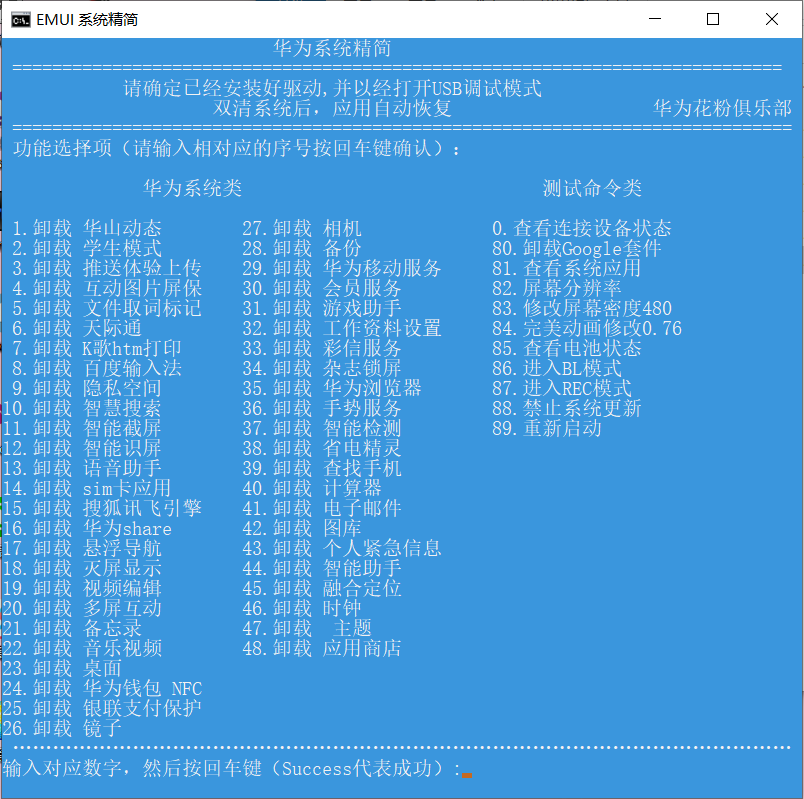 EMUI 系统精简
华为系统精简
请确定已经安装好驱动,并以经打开USB调试模式
双清系统后，应用自动恢复 华为花粉俱乐部
功能选择项（请输入相对应的序号按回车键确认）：
华为系统类 测试命令类
1.卸载 华山动态 27.卸载 相机 0.查看连接设备状态
2.卸载 学生模式 28.卸载 备份 80.卸载Google套件
3.卸载 推送体验上传 29.卸载 华为移动服务 81.查看系统应用
4.卸载 互动图片屏保 30.卸载 会员服务 82.屏幕分辨率
5.卸载 文件取词标记 31.卸载 游戏助手 83.修改屏幕密度480
6.卸载 天际通 32.卸载 工作资料设置 84.完美动画修改0.76
7.卸载 K歌htm打印 33.卸载 彩信服务 85.查看电池状态
8.卸载 百度输入法 34.卸载 杂志锁屏 86.进入BL模式
9.卸载 隐私空间 35.卸载 华为浏览器 87.进入REC模式
10.卸载 智慧搜索 36.卸载 手势服务 88.禁止系统更新
11.卸载 智能截屏 37.卸载 智能检测 89.重新启动
12.卸载 智能识屏 38.卸载 省电精灵
13.卸载 语音助手 39.卸载 查找手机
14.卸载 sim卡应用 40.卸载 计算器
15.卸载 搜狐讯飞引擎 41.卸载 电子邮件
16.卸载 华为share 42.卸载 图库
17.卸载 悬浮导航 43.卸载 个人紧急信息
18.卸载 灭屏显示 44.卸载 智能助手
19.卸载 视频编辑 45.卸载 融合定位
20.卸载 多屏互动 46.卸载 时钟
21.卸载 备忘录 47.卸载 主题
22.卸载 音乐视频 48.卸载 应用商店
23.卸载 桌面
24.卸载 华为钱包 NFC
25.卸载 银联支付保护
26.卸载 镜子
输入对应数字，然后按回车键（Success代表成功）: